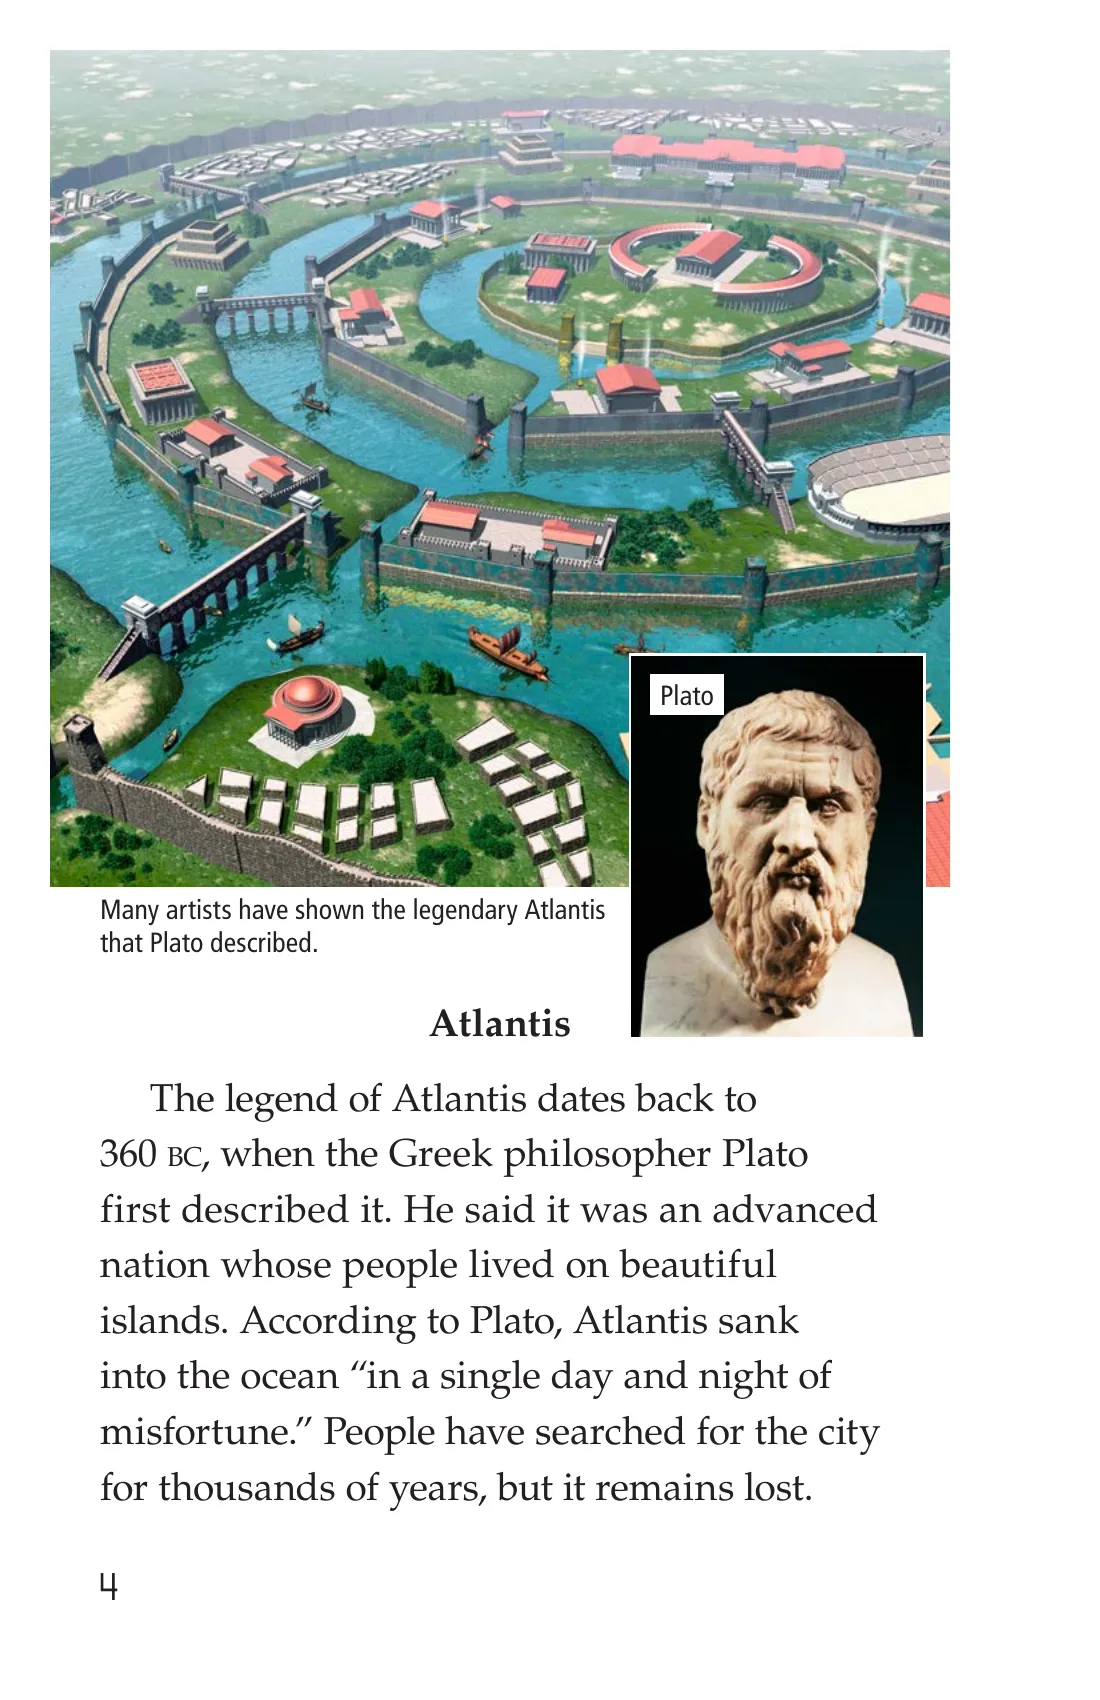 Plato
Many artists have shown the legendary Atlantis
that Plato described.
Atlantis
The legend of Atlantis dates back to
360 BC, when the Greek philosopher Plato
first described it. He said it was an advanced
nation whose people lived on beautiful
islands. According to Plato, Atlantis sank
into the ocean “in a single day and night of
misfortune.” People have searched for the city
for thousands of years, but it remains lost.
4